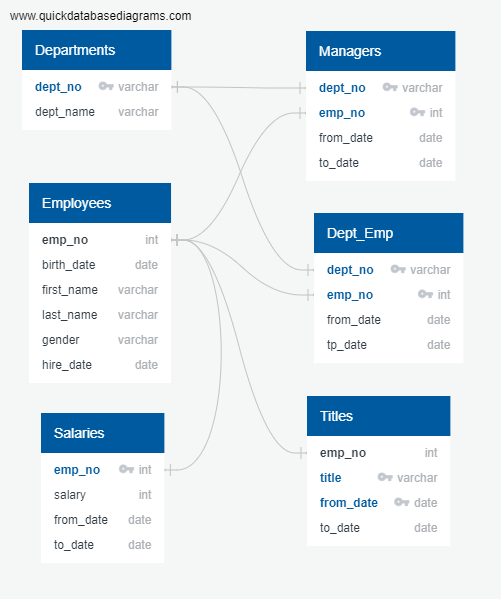 www.quickdatabasediagrams.com
Departments
dept_no varchar
dept_name varchar
Managers
dept_no varchar
emp_no int
from_date date
to_date date
Employees
emp_no int
birth_date date
first_name varchar
last_name varchar
gender varchar
hire_date date
Dept_Emp
dept_no varchar
emp_no int
from_date date
tp_date date
Salaries
emp_no int
salary int
from_date date
to_date date
Titles
emp_no int
title varchar
from_date date
to_date date